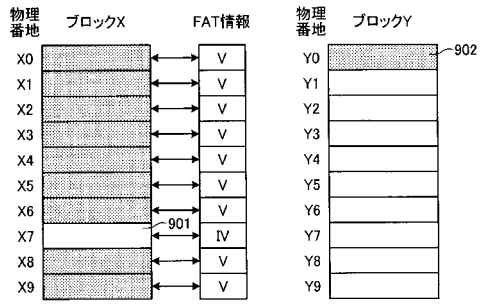 物理番地 ブロックX FAT情報 物理番地 ブロックY
X0 V Y0 902
X1 V Y1
X2 V Y2
X3 V Y3
X4 V Y4
X5 V Y5
X6 V Y6
901
X7 IV Y7
X8 V Y8
X9 V Y9